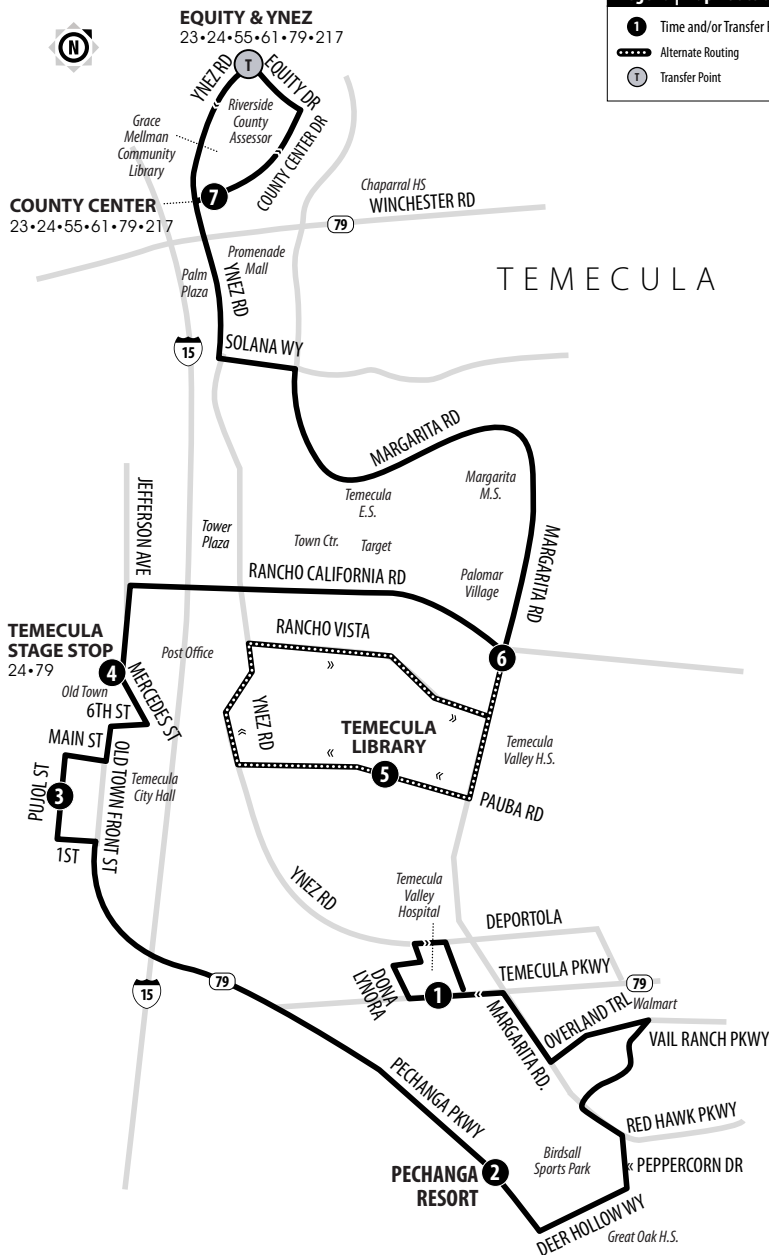 EQUITY & YNEZ
23•24•55•61•79•217
1 Time and/or Transfer
Alternate Routing
T Transfer Point
N
T
YNEZ RD
EQUITY DR
Riverside
County
Assessor
Grace
Mellman
Community
Library
COUNTY CENTER DR
7
COUNTY CENTER
23•24•55•61•79•217
Chaparral HS
WINCHESTER RD
79
Promenade
Mall
YNEZ RD
Palm
Plaza
TEMECULA
15
SOLANA WY
MARGARITA RD
Temecula
E.S.
Margarita
M.S.
JEFFERSON AVE
Tower
Plaza
Town Ctr.
Target
MARGARITA RD
RANCHO CALIFORNIA RD
Palomar
Village
TEMECULA
STAGE STOP
24•79
4
Post Office
RANCHO VISTA
6
Old Town
MERCEDES ST
6TH ST
YNEZ RD
TEMECULA
LIBRARY
5
Temecula
Valley H.S.
MAIN ST
OLD TOWN FRONT ST
Temecula
City Hall
PUJOL ST
3
PAUBA RD
1ST
YNEZ RD
Temecula
Valley
Hospital
DEPORTOLA
DONA
LYNORA
TEMECULA PKWY
79
15
79
1
MARGARITA RD.
OVERLAND TRL
Walmart
VAIL RANCH PKWY
PECHANGA PKWY
RED HAWK PKWY
Birdsall
Sports Park
PEPPERCORN DR
PECHANGA
RESORT
2
DEER HOLLOW WY
Great Oak H.S.